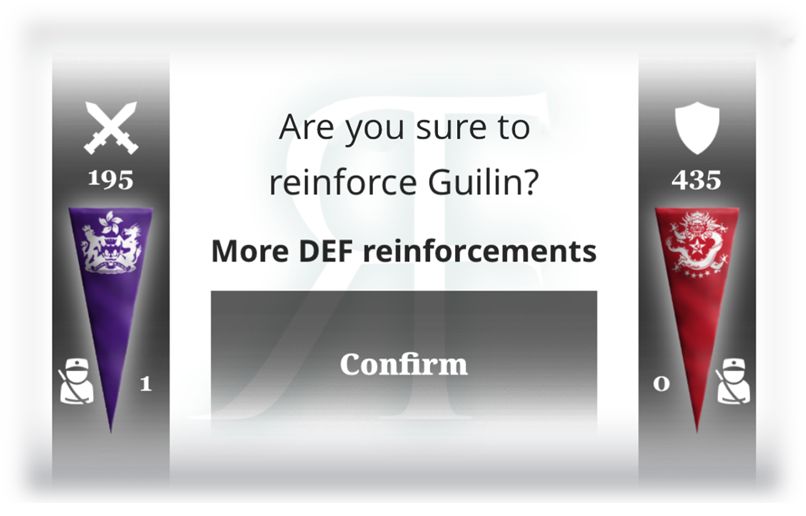 195
1
Are you sure to
reinforce Guilin?
More DEF reinforcements
Confirm
435
0